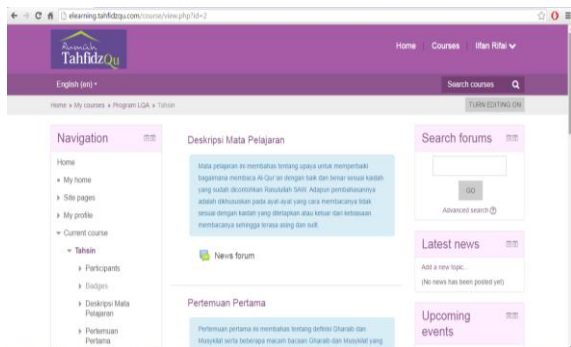 elearning.tahfidzqu.com/course/view.php?id=2
Rumah
TahfidzQu
Home Courses Ilfan Rifai
English (en)
Search courses
Home » My courses » Program LQA » Tahsin
TURN EDITING ON
Navigation
Home
My home
Site pages
My profile
Current course
Tahsin
Participants
Badges
Deskripsi Mata
Pelajaran
Pertemuan
Pertama
Deskripsi Mata Pelajaran
Mata pelajaran ini membahas tentang upaya untuk memperbaiki
bagaimana membaca Al-Qur'an dengan baik dan benar sesuai kaidah
yang sudah dicontohkan Rasulullah SAW. Adapun pembahasannya
adalah dikhususkan pada ayat-ayat yang cara membacanya tidak
sesuai dengan kaidah yang ditetapkan atau keluar dari kebiasaan
membacanya sehingga terasa asing dan sulit.
News forum
Pertemuan Pertama
Pertemuan pertama ini membahas tentang definisi Gharaib dan
Musykilat serta beberapa macam bacaan Gharaib dan Musykilat yang
Search forums
GO
Advanced search
Latest news
Add a new topic...
(No news has been posted yet)
Upcoming
events